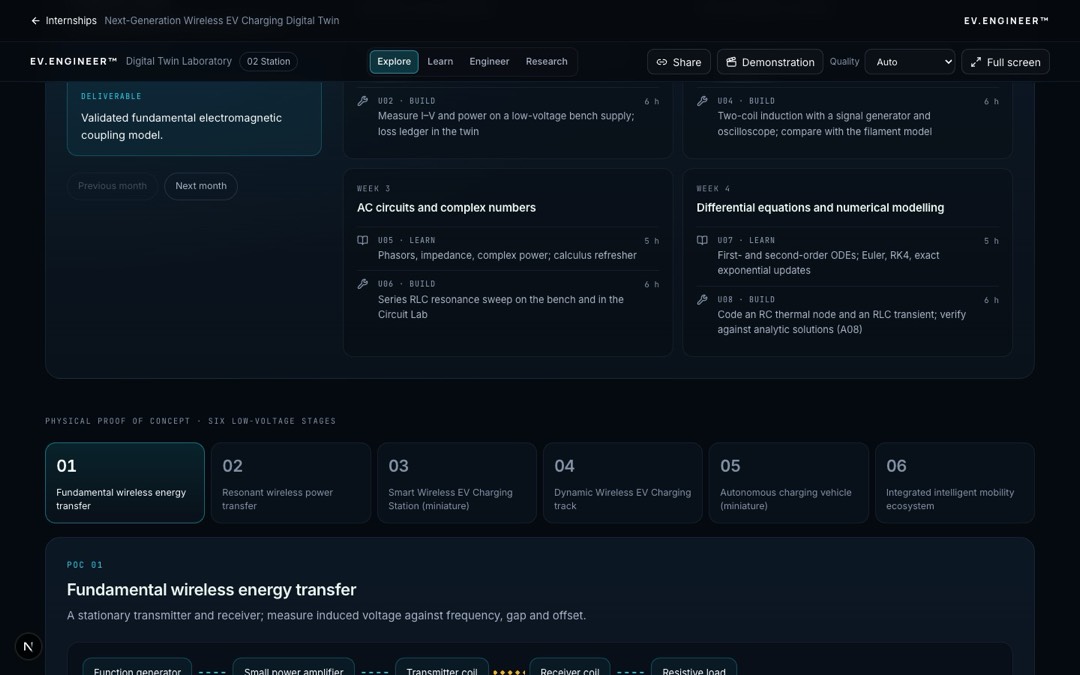 Internships Next-Generation Wireless EV Charging Digital Twin
EV.ENGINEER™
EV.ENGINEER™ Digital Twin Laboratory 02 Station
Explore Learn Engineer Research
Share Demonstration Quality Auto Full screen
DELIVERABLE
Validated fundamental electromagnetic
coupling model.
Previous month Next month
U02 · BUILD 6 h
Measure I–V and power on a low-voltage bench supply;
loss ledger in the twin
U04 · BUILD 6 h
Two-coil induction with a signal generator and
oscilloscope; compare with the filament model
WEEK 3
AC circuits and complex numbers
U05 · LEARN 5 h
Phasors, impedance, complex power; calculus refresher
U06 · BUILD 6 h
Series RLC resonance sweep on the bench and in the
Circuit Lab
WEEK 4
Differential equations and numerical modelling
U07 · LEARN 5 h
First- and second-order ODEs; Euler, RK4, exact
exponential updates
U08 · BUILD 6 h
Code an RC thermal node and an RLC transient; verify
against analytic solutions (A08)
PHYSICAL PROOF OF CONCEPT · SIX LOW-VOLTAGE STAGES
01
Fundamental wireless energy
transfer
02
Resonant wireless power
transfer
03
Smart Wireless EV Charging
Station (miniature)
04
Dynamic Wireless EV Charging
track
05
Autonomous charging vehicle
(miniature)
06
Integrated intelligent mobility
ecosystem
POC 01
Fundamental wireless energy transfer
A stationary transmitter and receiver; measure induced voltage against frequency, gap and offset.
Function generator Small power amplifier Transmitter coil Receiver coil Resistive load
N